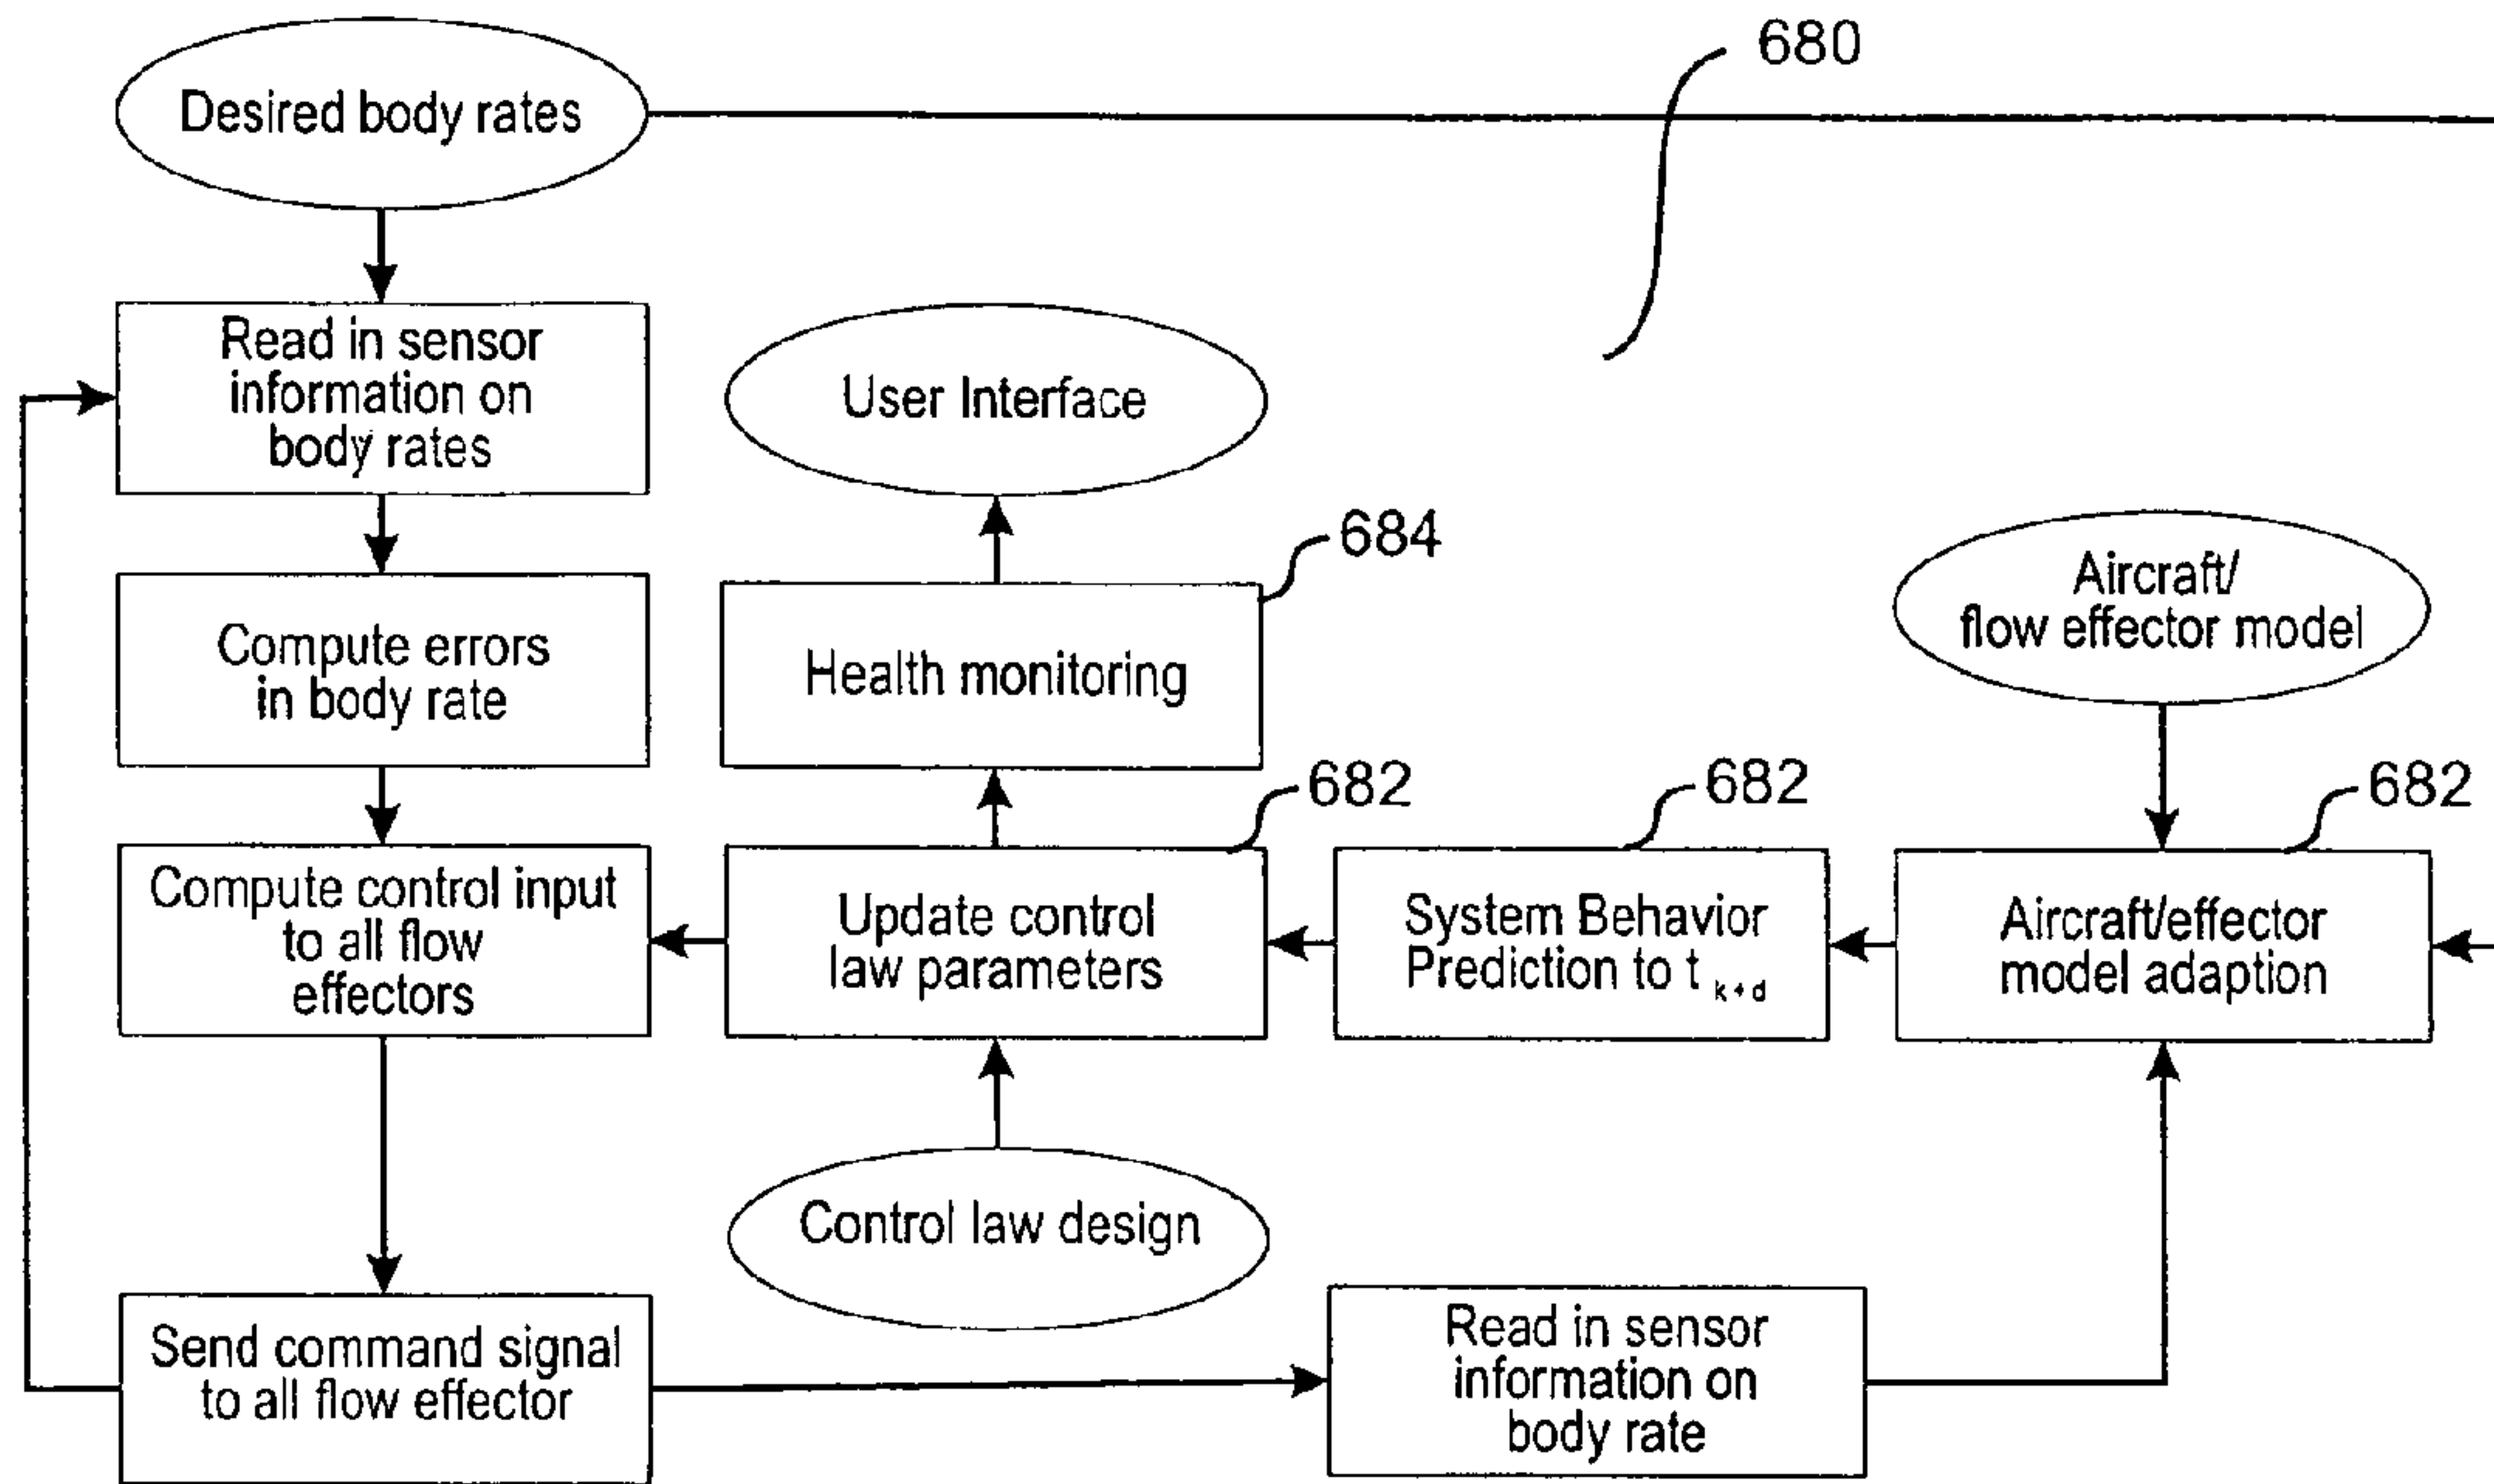 Desired body rates
680
Read in sensor
information on
body rates
User Interface
684
Aircraft/
flow effector model
Compute errors
in body rate
Health monitoring
682
682
682
Compute control input
to all flow
effectors
Update control
law parameters
System Behavior
Prediction to t k+d
Aircraft/effector
model adaption
Control law design
Send command signal
to all flow effector
Read in sensor
information on
body rate